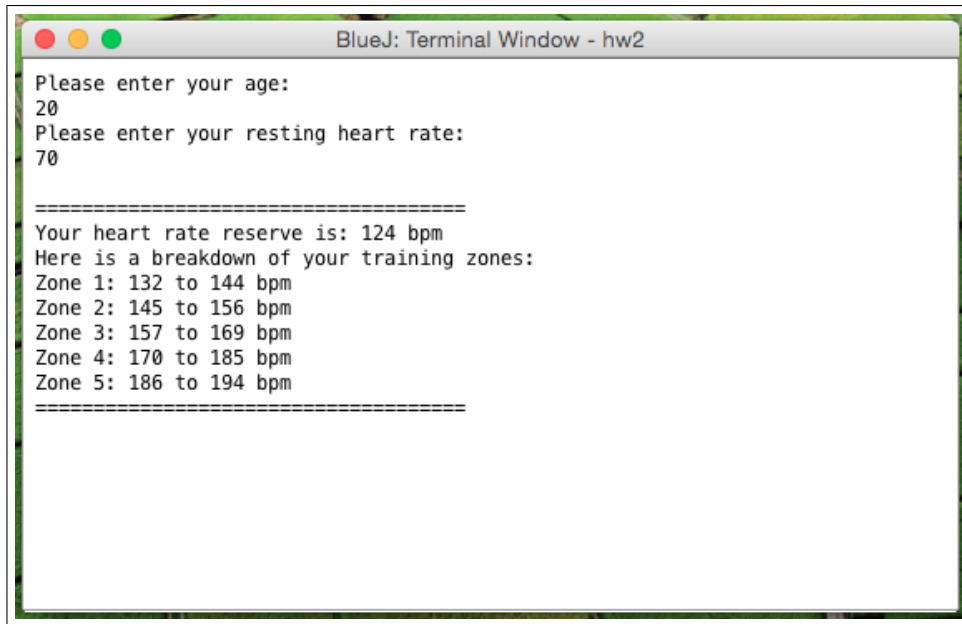 BlueJ: Terminal Window - hw2
Please enter your age:
20
Please enter your resting heart rate:
70
=====================================
Your heart rate reserve is: 124 bpm
Here is a breakdown of your training zones:
Zone 1: 132 to 144 bpm
Zone 2: 145 to 156 bpm
Zone 3: 157 to 169 bpm
Zone 4: 170 to 185 bpm
Zone 5: 186 to 194 bpm
=====================================